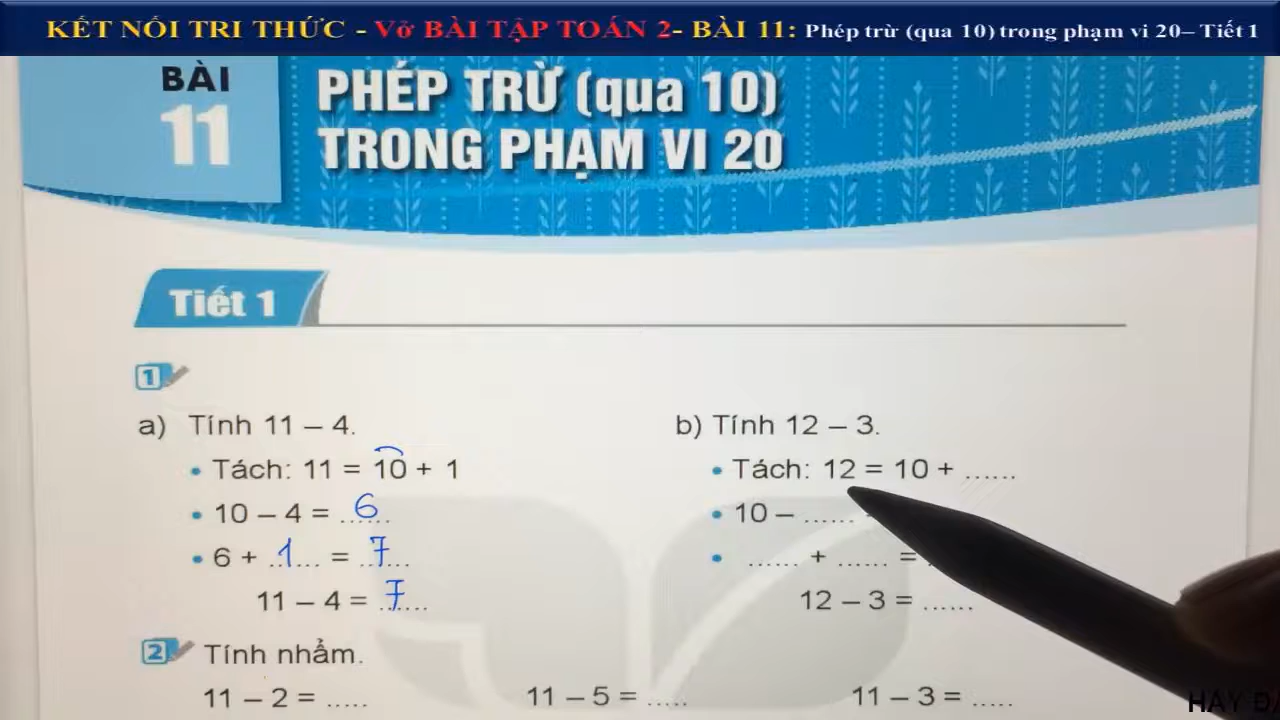 KẾT NỐI TRI THỨC - Vở BÀI TẬP TOÁN 2- BÀI 11: Phép trừ (qua 10) trong phạm vi 20– Tiết 1
BÀI
11
PHÉP TRỪ (qua 10)
TRONG PHẠM VI 20
Tiết 1
1
a) Tính 11 – 4.
• Tách: 11 = 10 + 1
• 10 – 4 = 6
• 6 + 1 = 7
11 – 4 = 7
b) Tính 12 – 3.
• Tách: 12 = 10 + ......
• 10 – ......
• ...... + ...... =
12 – 3 = ......
2 Tính nhẩm.
11 – 2 = ..... 11 – 5 = ..... 11 – 3 = .....
HAY